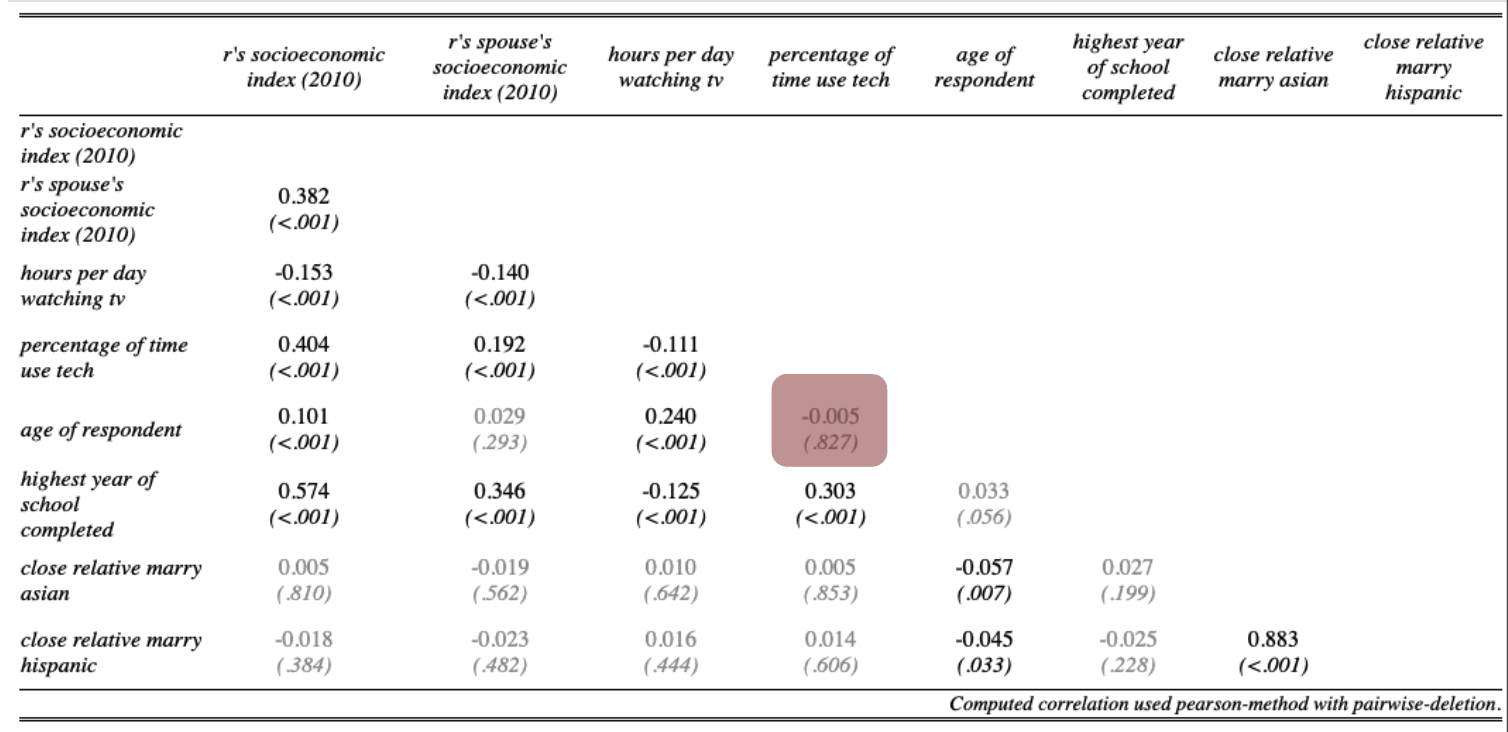 r's socioeconomic index (2010) r's spouse's socioeconomic index (2010) hours per day watching tv percentage of time use tech age of respondent highest year of school completed close relative marry asian close relative marry hispanic
r's socioeconomic
index (2010)
r's spouse's
socioeconomic
index (2010)
0.382
(<.001)
hours per day
watching tv
-0.153 -0.140
(<.001) (<.001)
percentage of time
use tech
0.404 0.192 -0.111
(<.001) (<.001) (<.001)
age of respondent
0.101 0.029 0.240 -0.005
(<.001) (.293) (<.001) (.827)
highest year of
school
completed
0.574 0.346 -0.125 0.303 0.033
(<.001) (<.001) (<.001) (<.001) (.056)
close relative marry
asian
0.005 -0.019 0.010 0.005 -0.057 0.027
(.810) (.562) (.642) (.853) (.007) (.199)
close relative marry
hispanic
-0.018 -0.023 0.016 0.014 -0.045 -0.025 0.883
(.384) (.482) (.444) (.606) (.033) (.228) (<.001)
Computed correlation used pearson-method with pairwise-deletion.